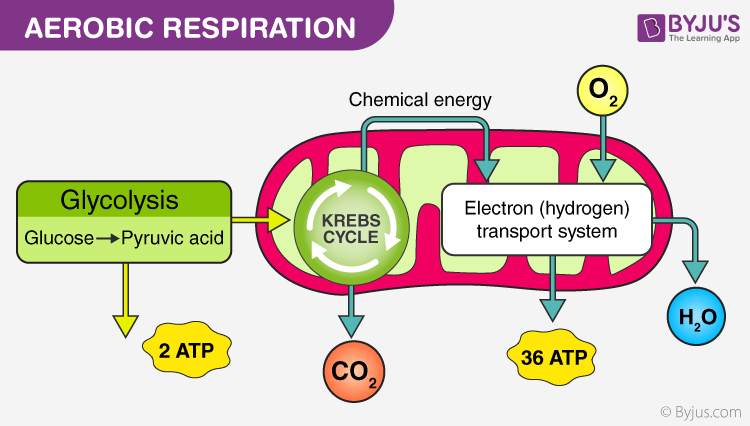 AEROBIC RESPIRATION
BYJU'S
The Learning App
Chemical energy
O2
Glycolysis
Glucose → Pyruvic acid
KREBS
CYCLE
Electron (hydrogen)
transport system
2 ATP
CO2
36 ATP
H2O
© Byjus.com